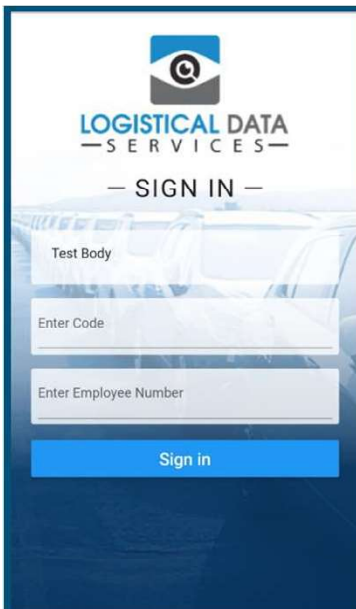 LOGISTICAL DATA
SERVICES
— SIGN IN —
Test Body
Enter Code
Enter Employee Number
Sign in